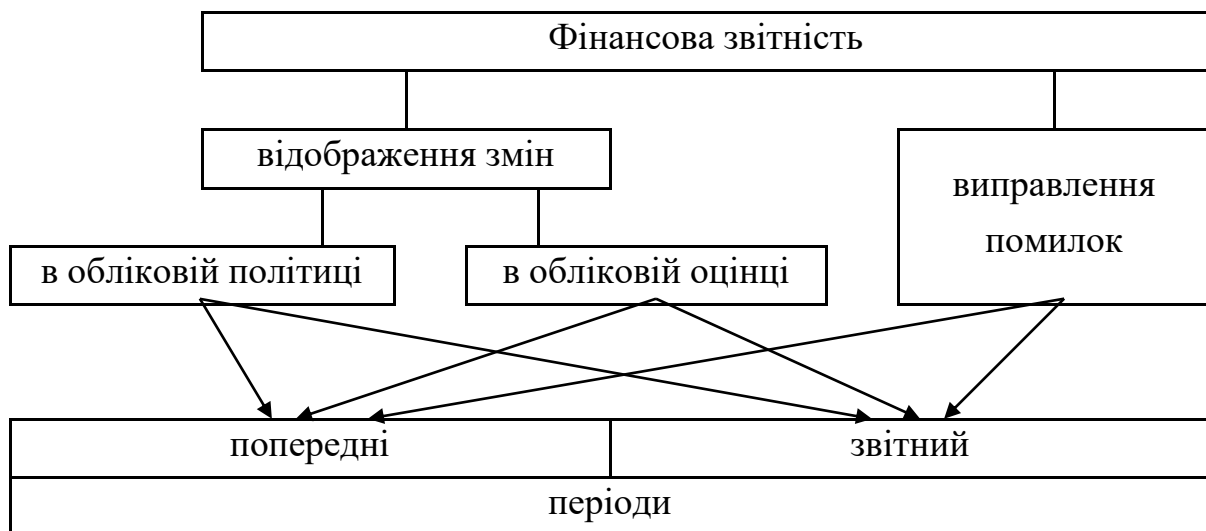 Фінансова звітність
відображення змін
виправлення
помилок
в обліковій політиці
в обліковій оцінці
попередні
звітний
періоди